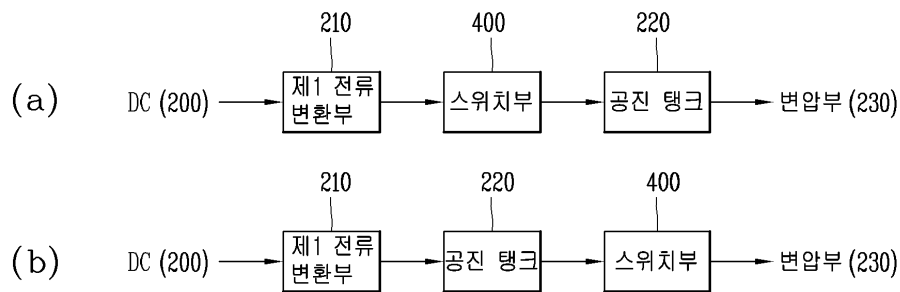 210 400 220
(a) DC (200) 제1 전류 변환부 스위치부 공진 탱크 변압부 (230)
210 220 400
(b) DC (200) 제1 전류 변환부 공진 탱크 스위치부 변압부 (230)